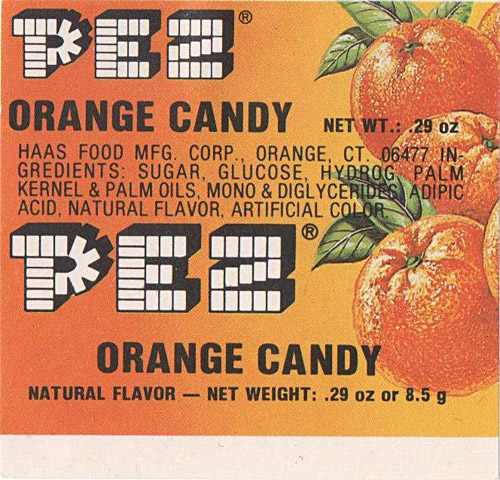 PEZ®
ORANGE CANDY NET WT.: .29 oz
HAAS FOOD MFG. CORP., ORANGE, CT. 06477 IN-
GREDIENTS: SUGAR, GLUCOSE, HYDROG. PALM
KERNEL & PALM OILS, MONO & DIGLYCERIDES, ADIPIC
ACID, NATURAL FLAVOR, ARTIFICIAL COLOR.
PEZ®
ORANGE CANDY
NATURAL FLAVOR — NET WEIGHT: .29 oz or 8.5 g